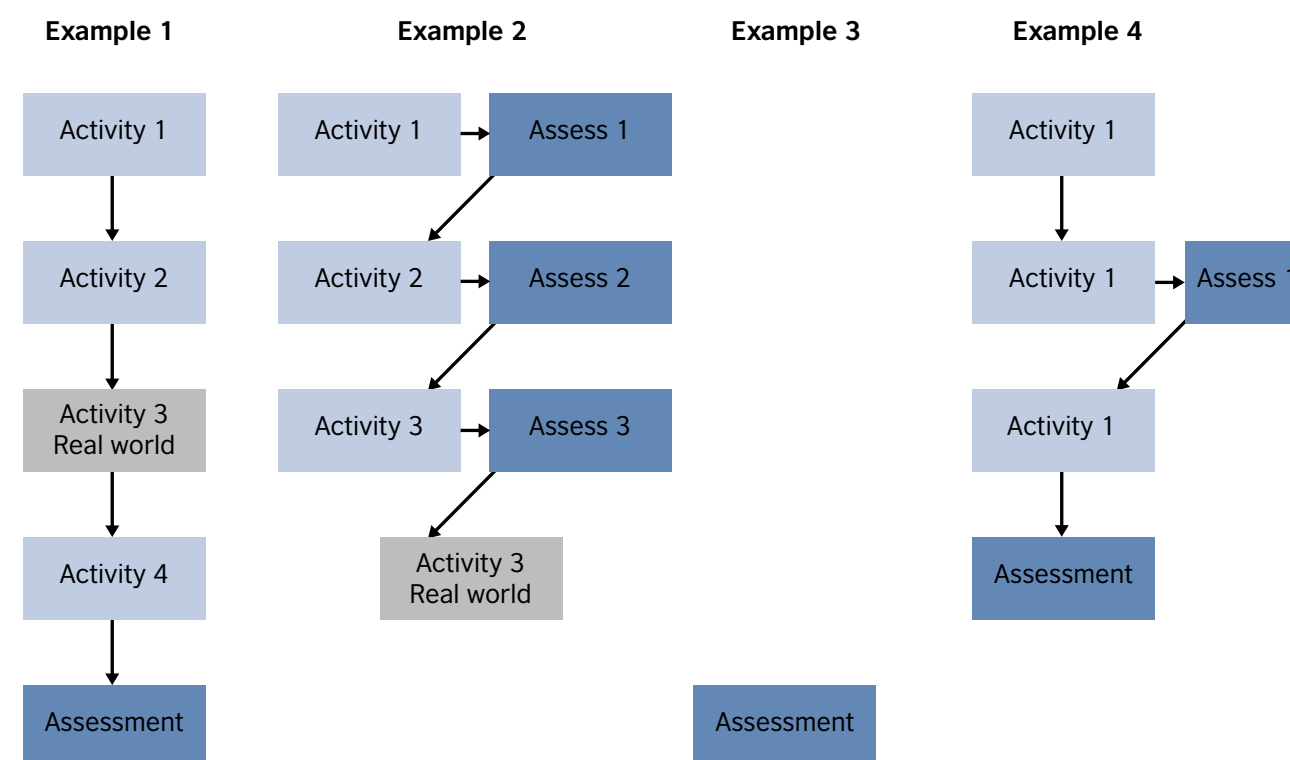 Example 1
Example 2
Example 3
Example 4
Activity 1
Activity 1
Assess 1
Activity 1
Activity 2
Activity 2
Assess 2
Activity 1
Assess 1
Activity 3
Real world
Activity 3
Assess 3
Activity 1
Activity 4
Activity 3
Real world
Assessment
Assessment
Assessment